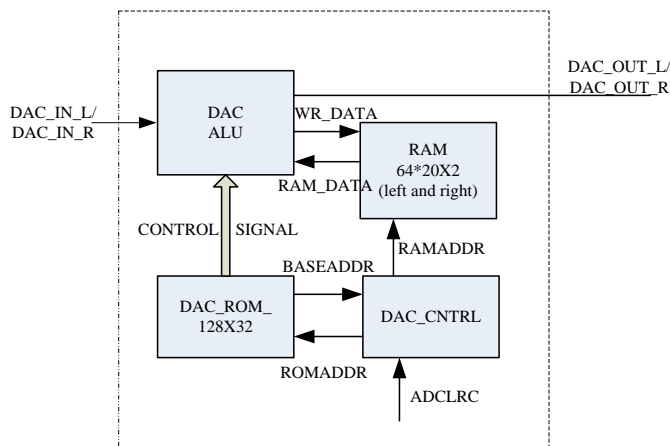 DAC_OUT_L/
DAC_OUT_R
DAC_IN_L/
DAC_IN_R
DAC
ALU
WR_DATA
RAM
64*20X2
(left and right)
RAM_DATA
CONTROL SIGNAL
RAMADDR
BASEADDR
DAC_ROM_
128X32
DAC_CNTRL
ROMADDR
ADCLRC